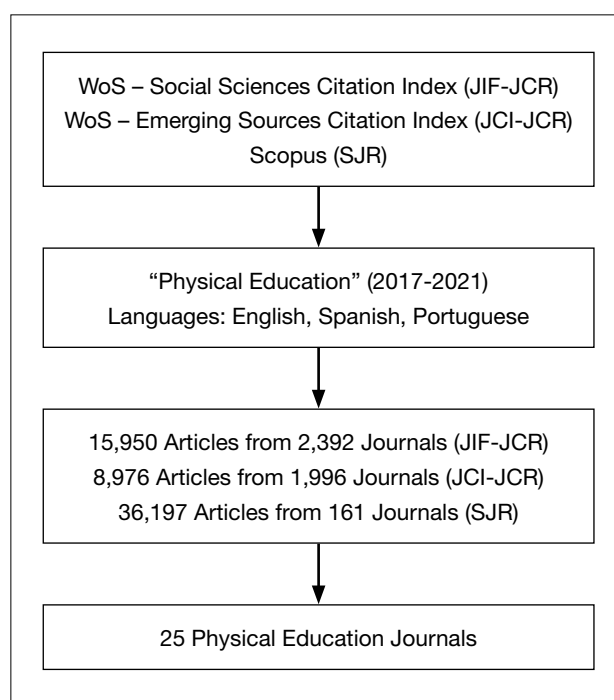 WoS – Social Sciences Citation Index (JIF-JCR)
WoS – Emerging Sources Citation Index (JCI-JCR)
Scopus (SJR)
“Physical Education” (2017-2021)
Languages: English, Spanish, Portuguese
15,950 Articles from 2,392 Journals (JIF-JCR)
8,976 Articles from 1,996 Journals (JCI-JCR)
36,197 Articles from 161 Journals (SJR)
25 Physical Education Journals